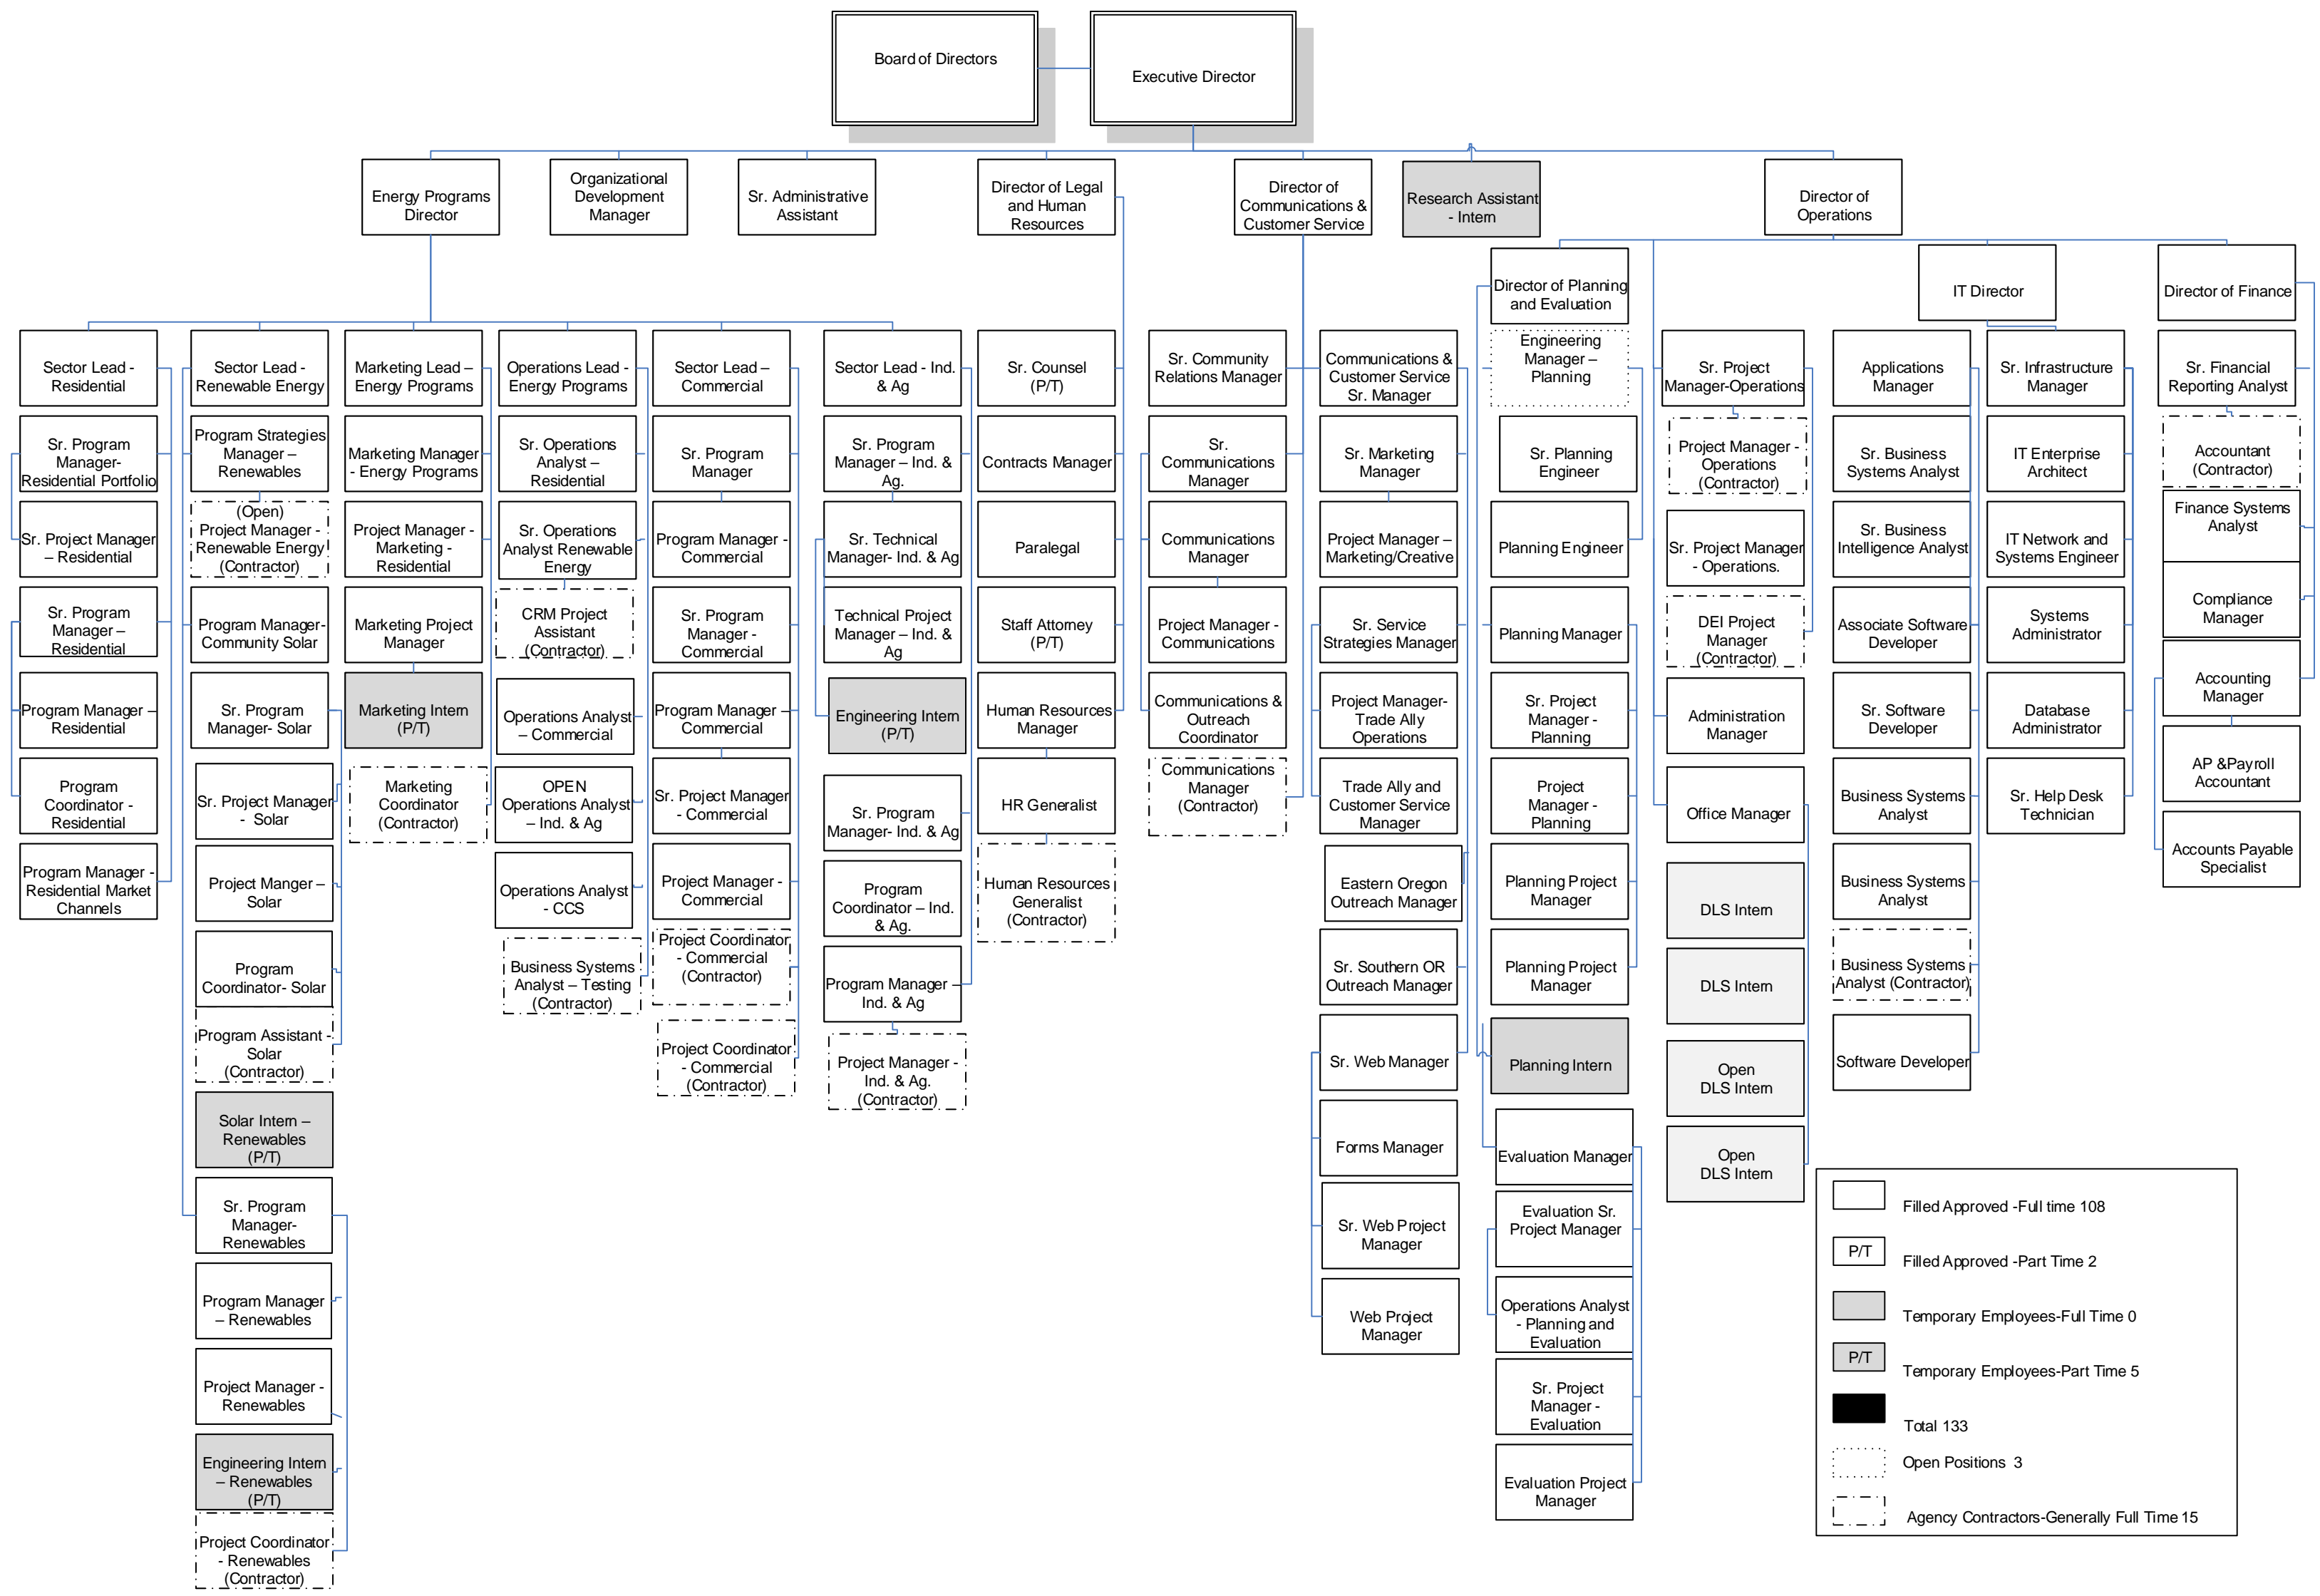 Board of Directors
Executive Director
Energy Programs
Director
Organizational
Development
Manager
Sr. Administrative
Assistant
Director of Legal
and Human
Resources
Director of
Communications &
Customer Service
Research Assistant
- Intern
Director of
Operations
Director of Planning
and Evaluation
IT Director
Director of Finance
Sector Lead -
Residential
Sr. Program
Manager-
Residential Portfolio
Sr. Project Manager
– Residential
Sr. Program
Manager –
Residential
Program Manager –
Residential
Program
Coordinator -
Residential
Program Manager -
Residential Market
Channels
Sector Lead -
Renewable Energy
Program Strategies
Manager –
Renewables
(Open)
Project Manager -
Renewable Energy
(Contractor)
Program Manager-
Community Solar
Sr. Program
Manager- Solar
Sr. Project Manager
- Solar
Project Manger –
Solar
Program
Coordinator- Solar
Program Assistant -
Solar
(Contractor)
Solar Intern –
Renewables
(P/T)
Sr. Program
Manager-
Renewables
Program Manager
– Renewables
Project Manager -
Renewables
Engineering Intern
– Renewables
(P/T)
Project Coordinator
- Renewables
(Contractor)
Marketing Lead –
Energy Programs
Marketing Manager
- Energy Programs
Project Manager -
Marketing -
Residential
Marketing Project
Manager
Marketing Intern
(P/T)
Marketing
Coordinator
(Contractor)
Operations Lead -
Energy Programs
Sr. Operations
Analyst –
Residential
Sr. Operations
Analyst Renewable
Energy
CRM Project
Assistant
(Contractor)
Operations Analyst
– Commercial
OPEN
Operations Analyst
– Ind. & Ag
Operations Analyst
- CCS
Business Systems
Analyst – Testing
(Contractor)
Sector Lead –
Commercial
Sr. Program
Manager
Program Manager -
Commercial
Sr. Program
Manager -
Commercial
Program Manager –
Commercial
Sr. Project Manager
- Commercial
Project Manager -
Commercial
Project Coordinator
- Commercial
(Contractor)
Project Coordinator
- Commercial
(Contractor)
Sector Lead - Ind.
& Ag
Sr. Program
Manager – Ind. &
Ag.
Sr. Technical
Manager- Ind. & Ag
Technical Project
Manager – Ind. &
Ag
Engineering Intern
(P/T)
Sr. Program
Manager- Ind. & Ag
Program
Coordinator – Ind.
& Ag.
Program Manager –
Ind. & Ag
Project Manager -
Ind. & Ag.
(Contractor)
Sr. Counsel
(P/T)
Contracts Manager
Paralegal
Staff Attorney
(P/T)
Human Resources
Manager
HR Generalist
Human Resources
Generalist
(Contractor)
Sr. Community
Relations Manager
Sr.
Communications
Manager
Communications
Manager
Project Manager -
Communications
Communications &
Outreach
Coordinator
Communications
Manager
(Contractor)
Communications &
Customer Service
Sr. Manager
Sr. Marketing
Manager
Project Manager –
Marketing/Creative
Sr. Service
Strategies Manager
Project Manager-
Trade Ally
Operations
Trade Ally and
Customer Service
Manager
Eastern Oregon
Outreach Manager
Sr. Southern OR
Outreach Manager
Sr. Web Manager
Forms Manager
Sr. Web Project
Manager
Web Project
Manager
Engineering
Manager –
Planning
Sr. Planning
Engineer
Planning Engineer
Planning Manager
Sr. Project
Manager -
Planning
Project
Manager -
Planning
Planning Project
Manager
Planning Project
Manager
Planning Intern
Evaluation Manager
Evaluation Sr.
Project Manager
Operations Analyst
- Planning and
Evaluation
Sr. Project
Manager -
Evaluation
Evaluation Project
Manager
Sr. Project
Manager-Operations
Project Manager -
Operations
(Contractor)
Sr. Project Manager
- Operations.
DEI Project
Manager
(Contractor)
Administration
Manager
Office Manager
DLS Intern
DLS Intern
Open
DLS Intern
Open
DLS Intern
Applications
Manager
Sr. Business
Systems Analyst
Sr. Business
Intelligence Analyst
Associate Software
Developer
Sr. Software
Developer
Business Systems
Analyst
Business Systems
Analyst
Business Systems
Analyst (Contractor)
Software Developer
Sr. Infrastructure
Manager
IT Enterprise
Architect
IT Network and
Systems Engineer
Systems
Administrator
Database
Administrator
Sr. Help Desk
Technician
Sr. Financial
Reporting Analyst
Accountant
(Contractor)
Finance Systems
Analyst
Compliance
Manager
Accounting
Manager
AP &Payroll
Accountant
Accounts Payable
Specialist
Filled Approved -Full time 108
P/T
Filled Approved -Part Time 2
Temporary Employees-Full Time 0
P/T
Temporary Employees-Part Time 5
Total 133
Open Positions 3
Agency Contractors-Generally Full Time 15